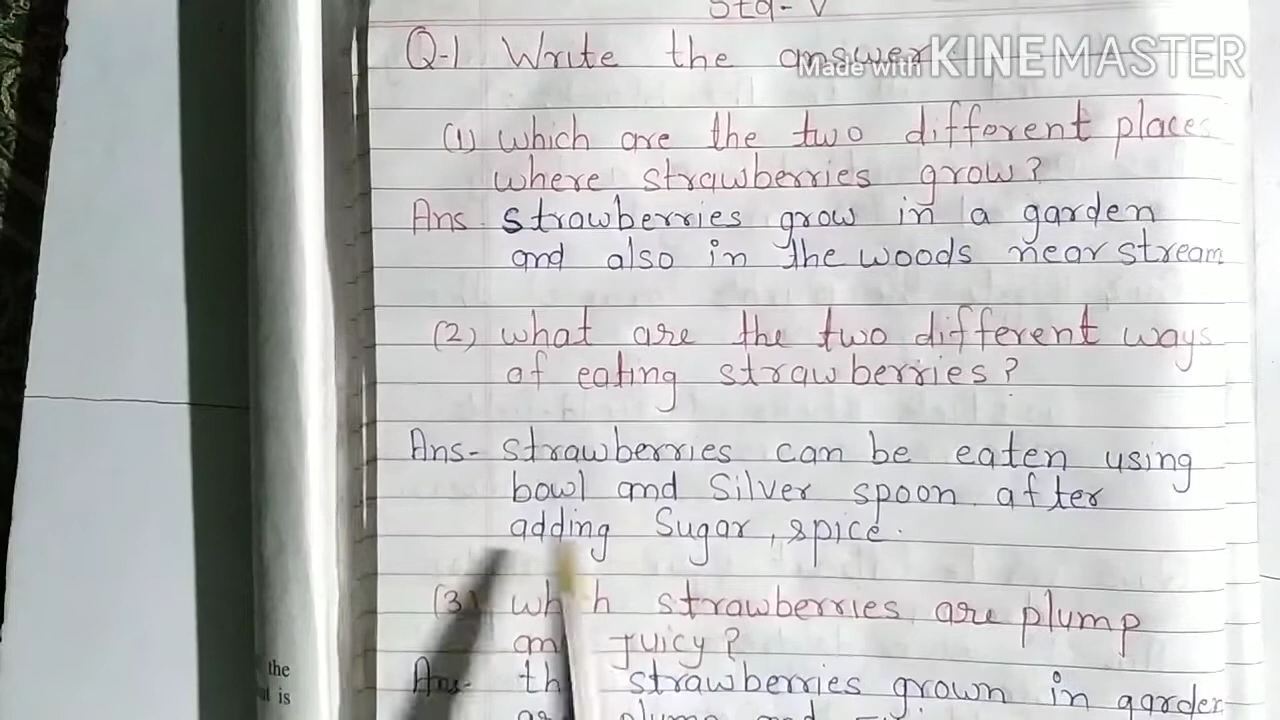 Std - V
Q-1 Write the answer
Made with KINEMASTER
(1) which are the two different places
where strawberries grow?
Ans. strawberries grow in a garden
and also in the woods near stream
(2) what are the two different ways
of eating strawberries?
Ans- strawberries can be eaten using
bowl and Silver spoon after
adding Sugar, spice.
(3) strawberries are plump
juicy?
Ans- strawberries grown in garden
plump and
the
is